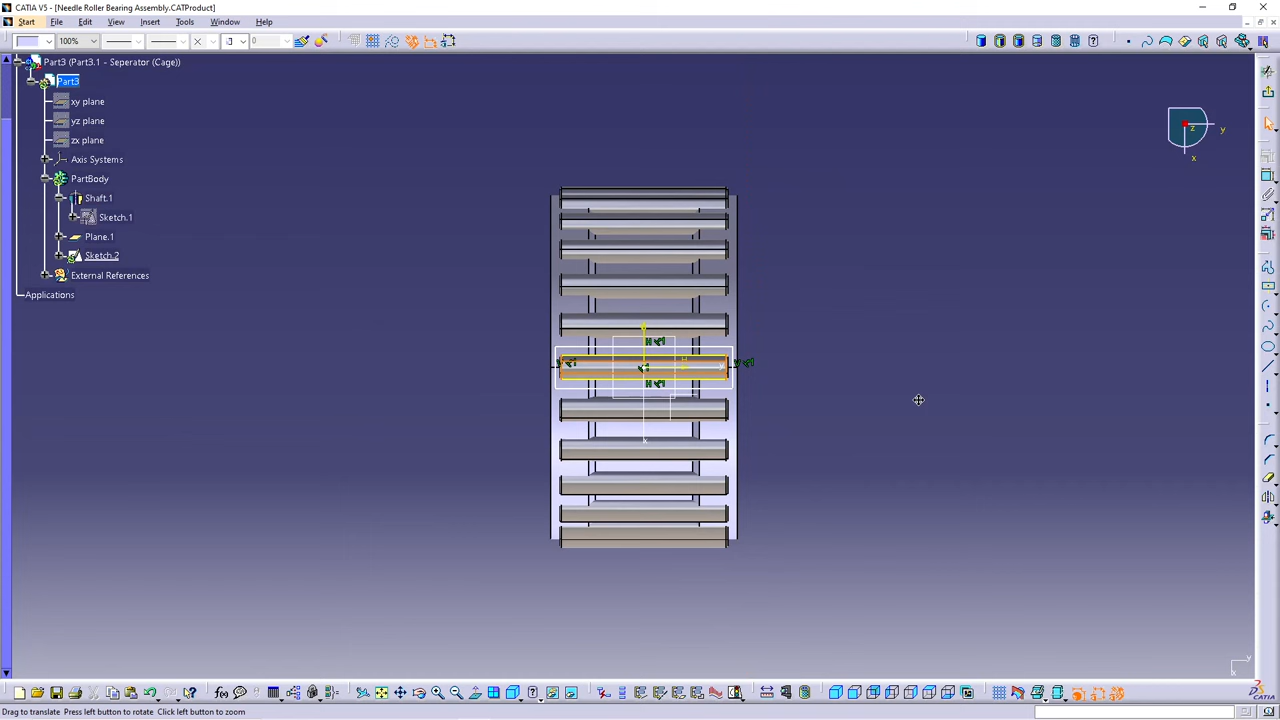 CATIA V5 - [Needle Roller Bearing Assembly.CATProduct]
Start File Edit View Insert Tools Window Help
100%
0
Part3 (Part3.1 - Seperator (Cage))
Part3
xy plane
yz plane
zx plane
Axis Systems
PartBody
Shaft.1
Sketch.1
Plane.1
Sketch.2
External References
Applications
z
y
x
H
V
V
H
H
x
y
x
Drag to translate Press left button to rotate Click left button to zoom